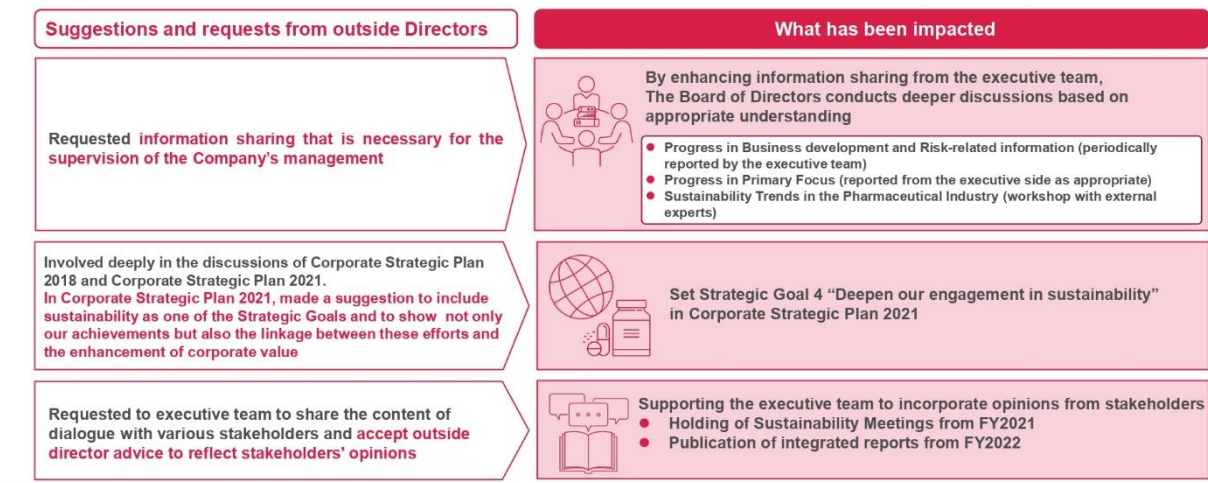 Suggestions and requests from outside Directors
What has been impacted
Requested information sharing that is necessary for the
supervision of the Company's management
By enhancing information sharing from the executive team,
The Board of Directors conducts deeper discussions based on
appropriate understanding
● Progress in Business development and Risk-related information (periodically
reported by the executive team)
● Progress in Primary Focus (reported from the executive side as appropriate)
● Sustainability Trends in the Pharmaceutical Industry (workshop with external
experts)
Involved deeply in the discussions of Corporate Strategic Plan
2018 and Corporate Strategic Plan 2021.
In Corporate Strategic Plan 2021, made a suggestion to include
sustainability as one of the Strategic Goals and to show not only
our achievements but also the linkage between these efforts and
the enhancement of corporate value
Set Strategic Goal 4 “Deepen our engagement in sustainability”
in Corporate Strategic Plan 2021
Requested to executive team to share the content of
dialogue with various stakeholders and accept outside
director advice to reflect stakeholders' opinions
Supporting the executive team to incorporate opinions from stakeholders
● Holding of Sustainability Meetings from FY2021
● Publication of integrated reports from FY2022